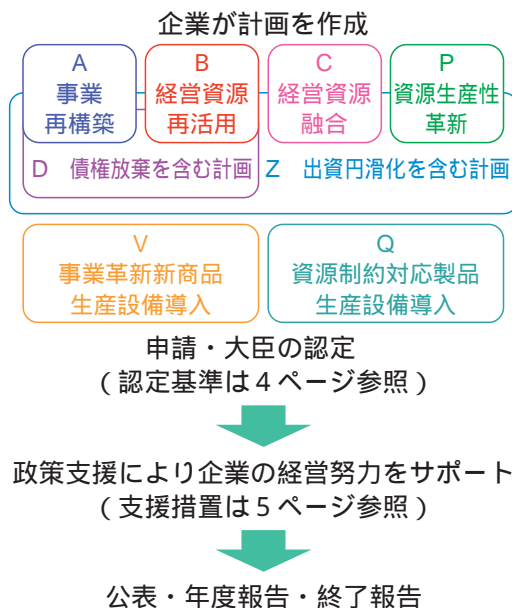 企業が計画を作成
A
事業
再構築
B
経営資源
再活用
C
経営資源
融合
P
資源生産性
革新
D 債権放棄を含む計画
Z 出資円滑化を含む計画
V
事業革新新商品
生産設備導入
Q
資源制約対応製品
生産設備導入
申請・大臣の認定
(認定基準は4ページ参照)
政策支援により企業の経営努力をサポート
(支援措置は5ページ参照)
公表・年度報告・終了報告